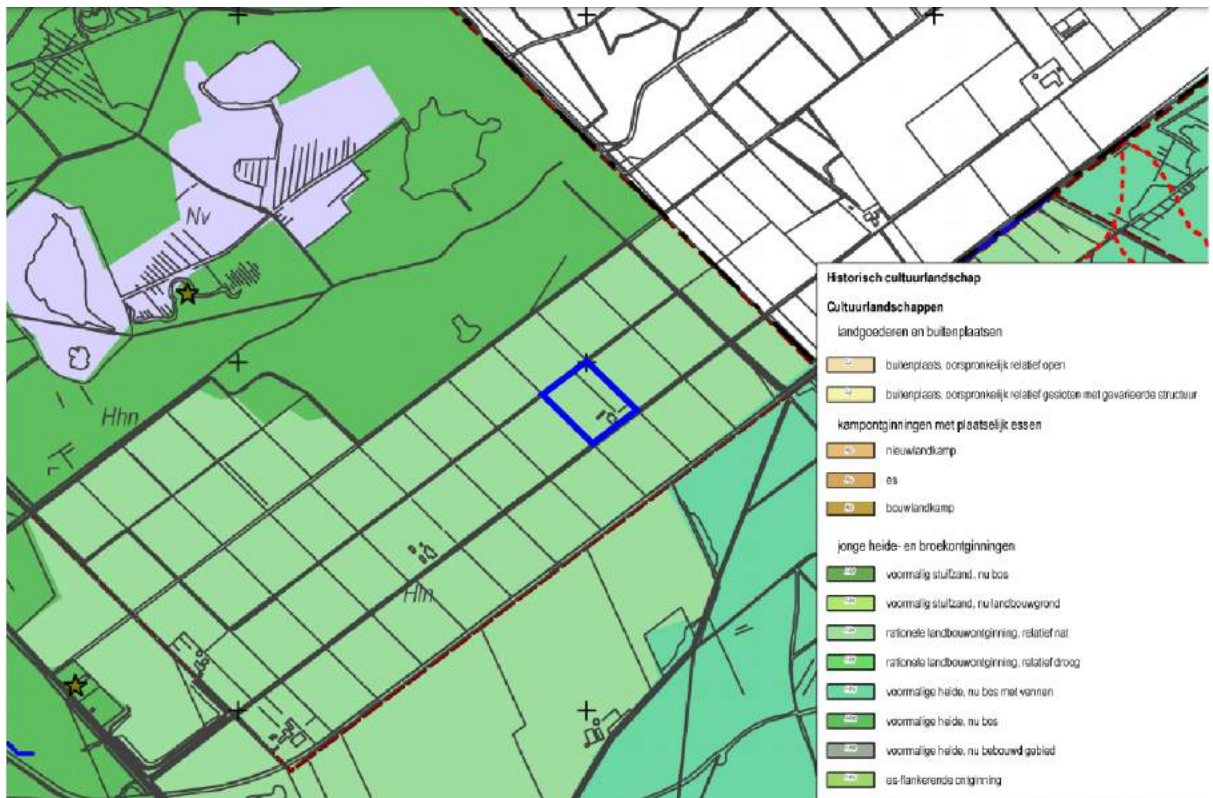 Nv
Hhn
Hln
Historisch cultuurlandschap
Cultuurlandschappen
landgoederen en buitenplaatsen
buitenplaats, oorspronkelijk relatief open
buitenplaats, oorspronkelijk relatief gesloten met gevarieerde structuur
kampontginningen met plaatselijk essen
nieuwlandkamp
es
bouwlandkamp
jonge heide- en broekontginningen
voormalig stuifzand, nu bos
voormalig stuifzand, nu landbouwgrond
rationele landbouwontginning, relatief nat
rationele landbouwontginning, relatief droog
voormalige heide, nu bos met vennen
voormalige heide, nu bos
voormalige heide, nu bebouwd gebied
es-flankerende ontginning